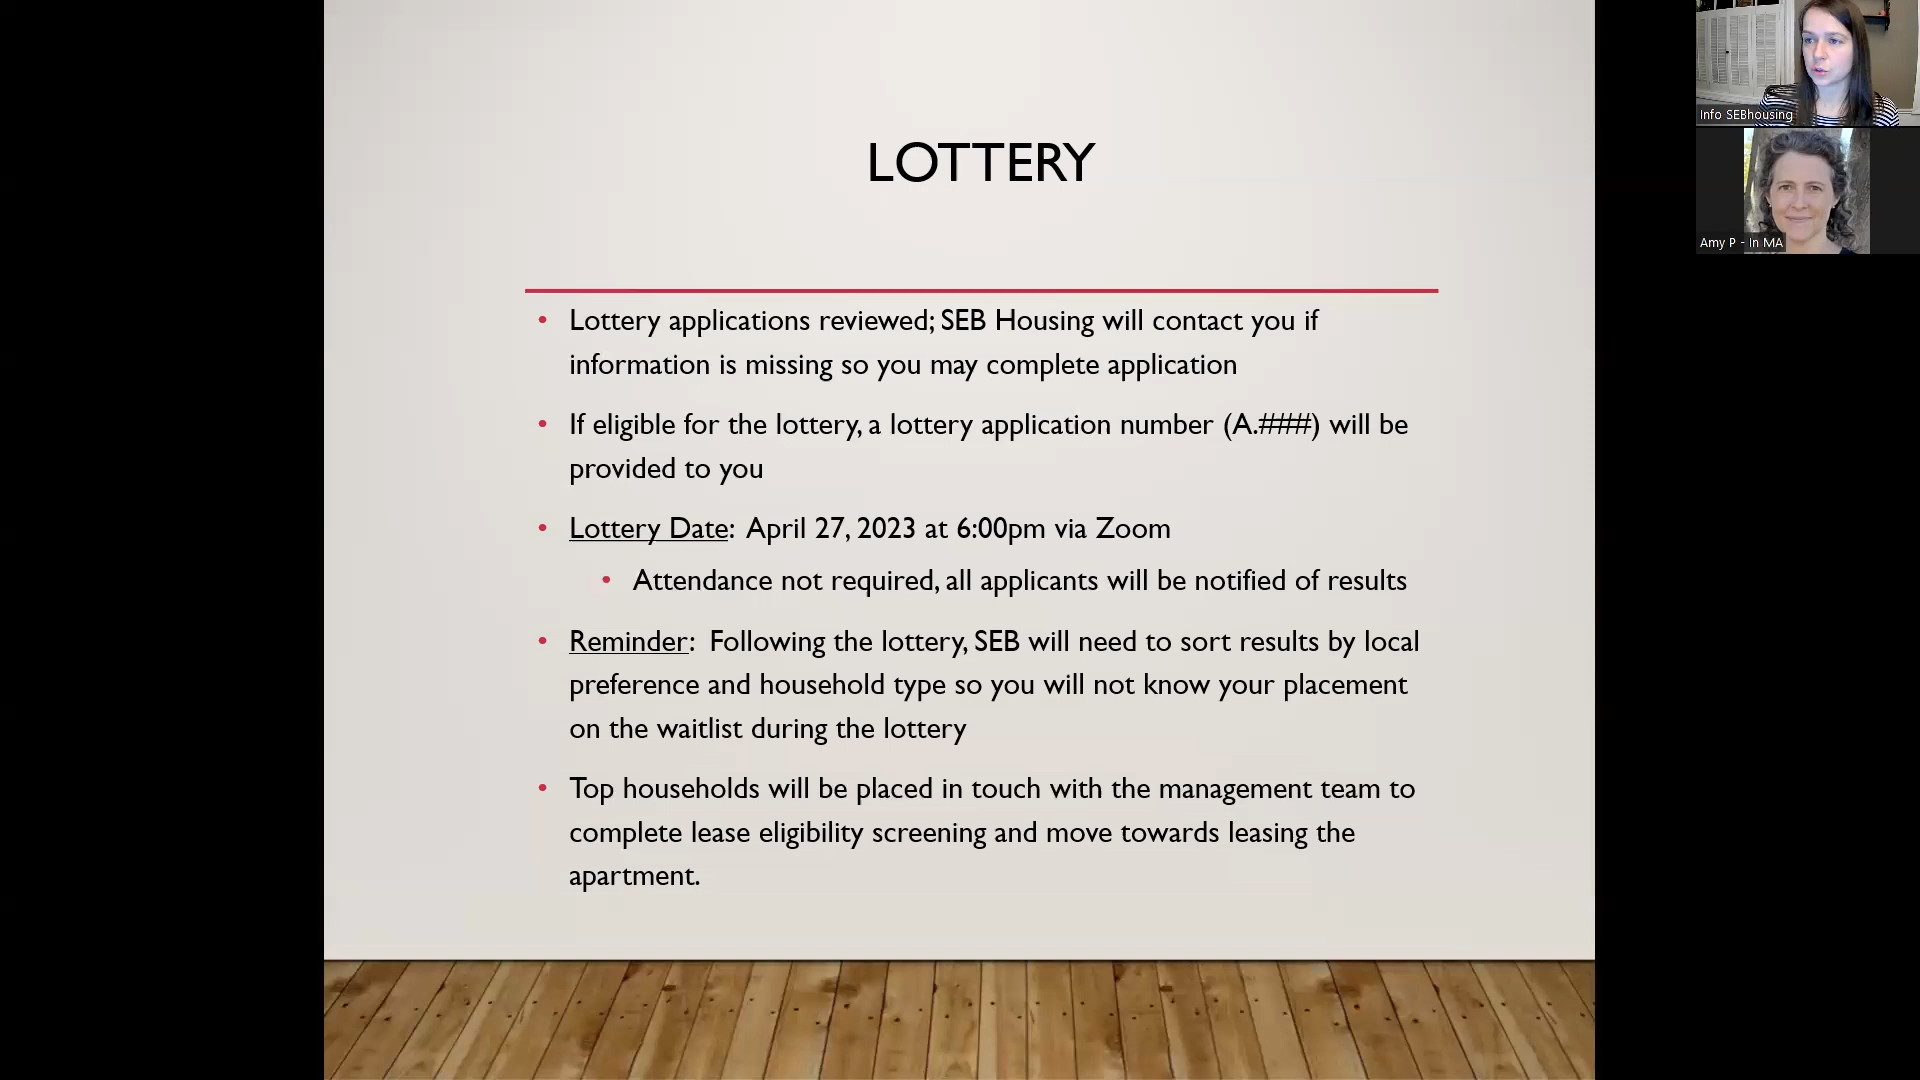 LOTTERY
• Lottery applications reviewed; SEB Housing will contact you if
information is missing so you may complete application
• If eligible for the lottery, a lottery application number (A.###) will be
provided to you
• Lottery Date: April 27, 2023 at 6:00pm via Zoom
• Attendance not required, all applicants will be notified of results
• Reminder: Following the lottery, SEB will need to sort results by local
preference and household type so you will not know your placement
on the waitlist during the lottery
• Top households will be placed in touch with the management team to
complete lease eligibility screening and move towards leasing the
apartment.
Info SEBhousing
Amy P - In MA